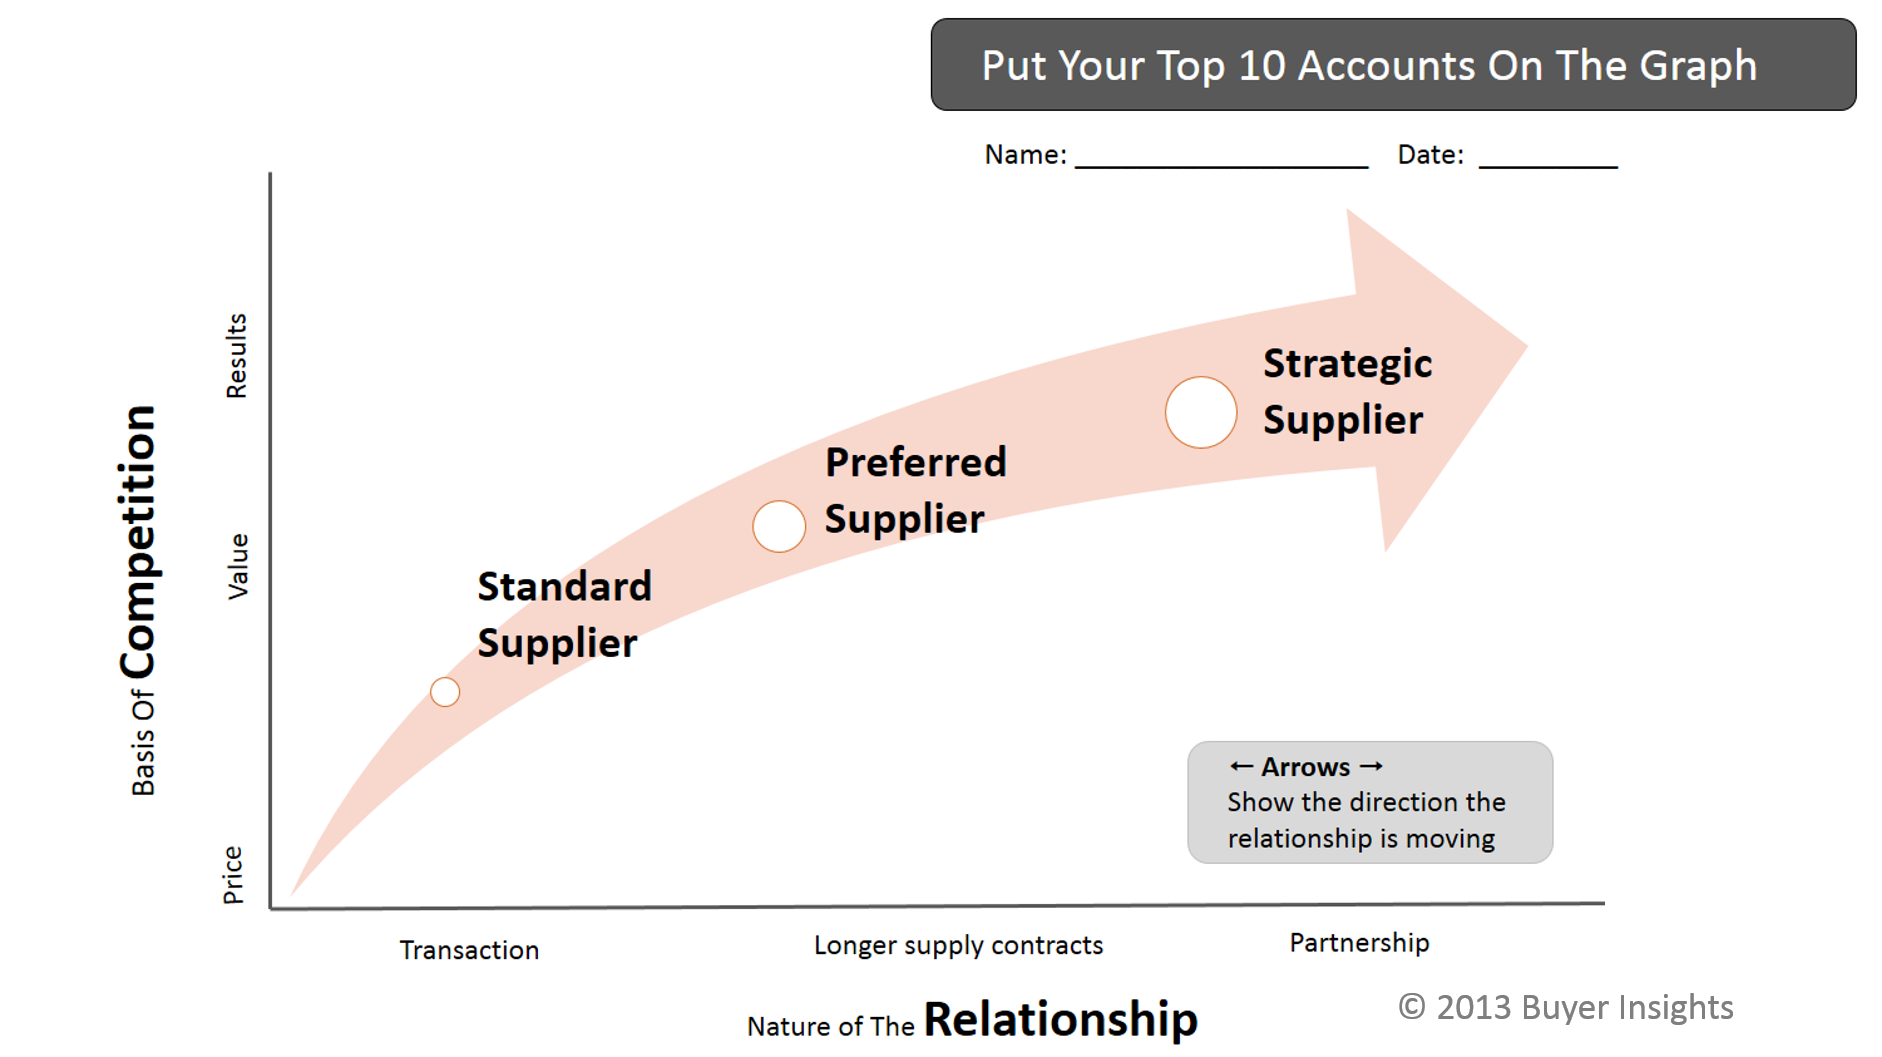 Put Your Top 10 Accounts On The Graph
Name: _____________________ Date: __________
Results
Value
Price
Basis Of Competition
Strategic
Supplier
Preferred
Supplier
Standard
Supplier
← Arrows →
Show the direction the
relationship is moving
Transaction
Longer supply contracts
Partnership
Nature of The Relationship
© 2013 Buyer Insights